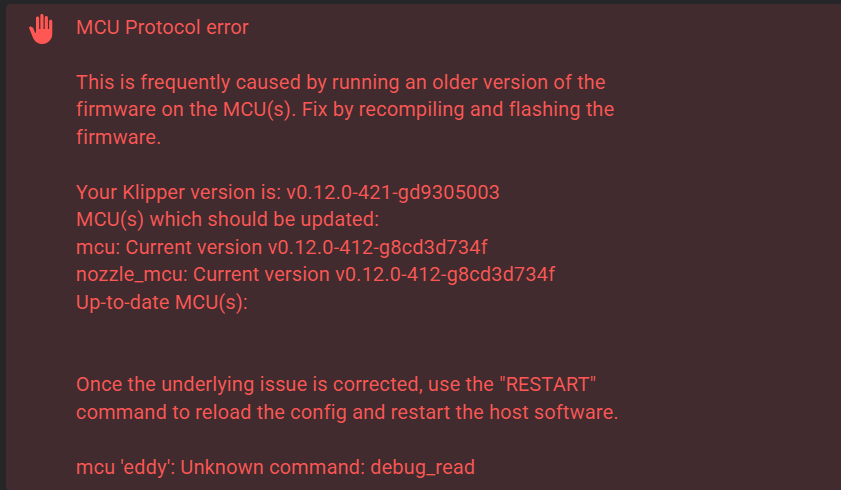 MCU Protocol error
This is frequently caused by running an older version of the
firmware on the MCU(s). Fix by recompiling and flashing the
firmware.
Your Klipper version is: v0.12.0-421-gd9305003
MCU(s) which should be updated:
mcu: Current version v0.12.0-412-g8cd3d734f
nozzle_mcu: Current version v0.12.0-412-g8cd3d734f
Up-to-date MCU(s):
Once the underlying issue is corrected, use the "RESTART"
command to reload the config and restart the host software.
mcu 'eddy': Unknown command: debug_read